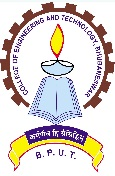 COLLEGE OF ENGINEERING AND TECHNOLOGY, BHUBANESWAR
B. P. U. T.